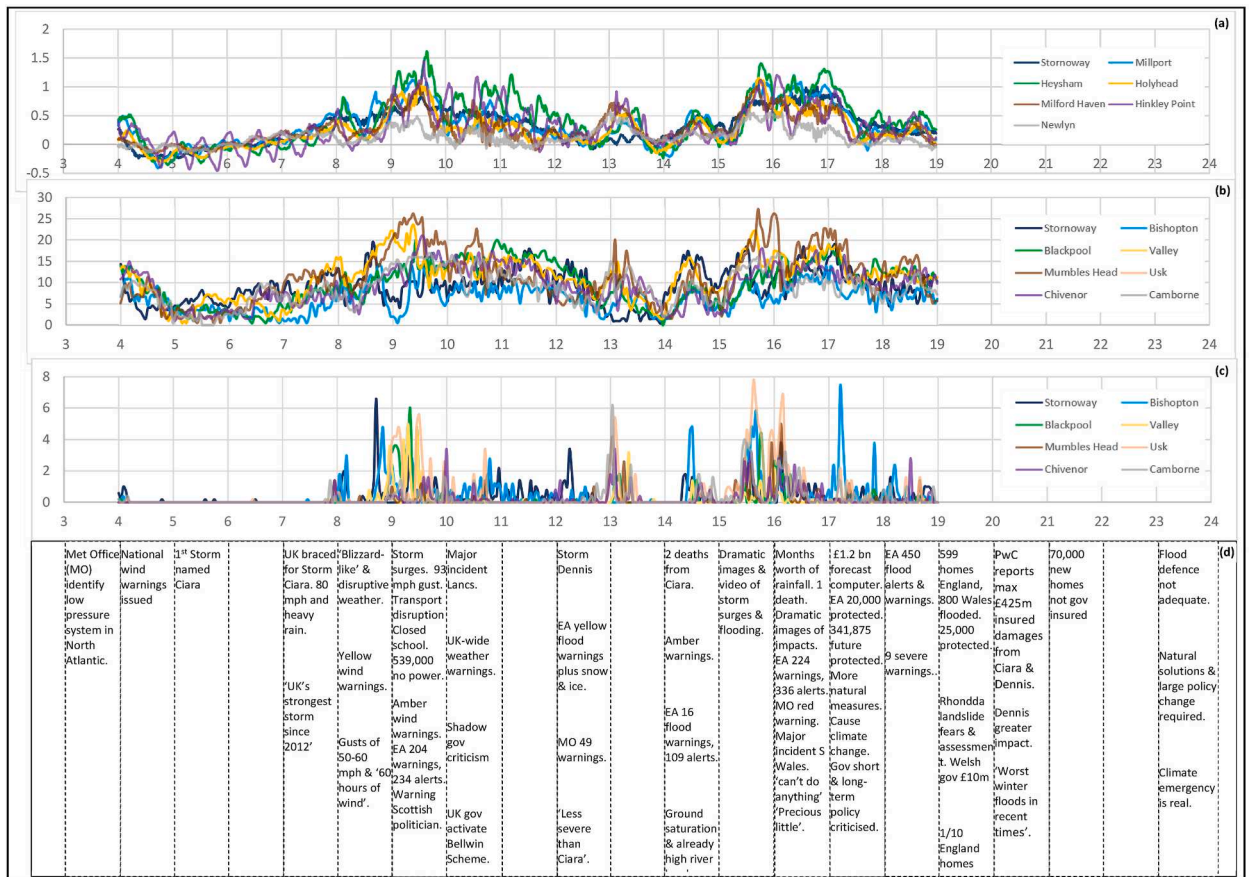 (a)
2
1.5
1
0.5
0
-0.5
3 4 5 6 7 8 9 10 11 12 13 14 15 16 17 18 19 20 21 22 23 24
Stornoway Millport
Heysham Holyhead
Milford Haven Hinkley Point
Newlyn
(b)
30
25
20
15
10
5
0
3 4 5 6 7 8 9 10 11 12 13 14 15 16 17 18 19 20 21 22 23 24
Stornoway Bishopton
Blackpool Valley
Mumbles Head Usk
Chivenor Camborne
(c)
8
6
4
2
0
3 4 5 6 7 8 9 10 11 12 13 14 15 16 17 18 19 20 21 22 23 24
Stornoway Bishopton
Blackpool Valley
Mumbles Head Usk
Chivenor Camborne
(d)
Met Office
(MO)
identify
low
pressure
system in
North
Atlantic.
National
wind
warnings
issued
1st Storm
named
Ciara
UK braced
for Storm
Ciara. 80
mph and
heavy
rain.
'UK's
strongest
storm
since
2012'
'Blizzard-
like' &
disruptive
weather.
Yellow
wind
warnings.
Gusts of
50-60
mph & '60
hours of
wind'.
Storm
surges. 93
mph gust.
Transport
disruption
Closed
school.
539,000
no power.
Amber
wind
warnings.
EA 204
warnings,
234 alerts.
Warning
Scottish
politician.
Major
incident
Lancs.
UK-wide
weather
warnings.
Shadow
gov
criticism
UK gov
activate
Bellwin
Scheme.
Storm
Dennis
EA yellow
flood
warnings
plus snow
& ice.
MO 49
warnings.
'Less
severe
than
Ciara'.
2 deaths
from
Ciara.
Amber
warnings.
EA 16
flood
warnings,
109 alerts.
Ground
saturation
& already
high river
Dramatic
images &
video of
storm
surges &
flooding.
Months
worth of
rainfall. 1
death.
Dramatic
images of
impacts.
EA 224
warnings,
336 alerts.
MO red
warning.
Major
incident S
Wales.
'can't do
anything'
'Precious
little'.
£1.2 bn
forecast
computer.
EA 20,000
protected.
341,875
future
protected.
More
natural
measures.
Cause
climate
change.
Gov short
& long-
term
policy
criticised.
EA 450
flood
alerts &
warnings.
9 severe
warnings..
599
homes
England,
800 Wales
flooded.
25,000
protected.
Rhondda
landslide
fears &
assessmen
t. Welsh
gov £10m
1/10
England
homes
PwC
reports
max
£425m
insured
damages
from
Ciara &
Dennis.
Dennis
greater
impact.
'Worst
winter
floods in
recent
times'.
70,000
new
homes
not gov
insured
Flood
defence
not
adequate.
Natural
solutions &
large policy
change
required.
Climate
emergency
is real.